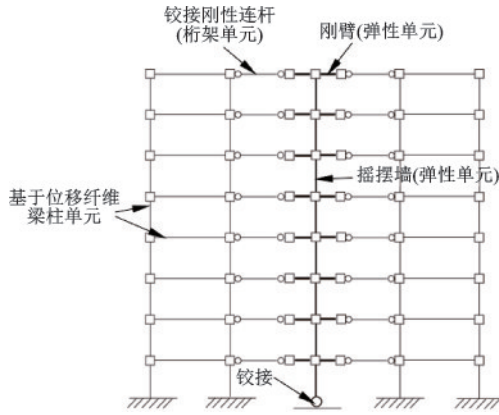 铰接刚性连杆
(桁架单元)
刚臂(弹性单元)
摇摆墙(弹性单元)
基于位移纤维
梁柱单元
铰接